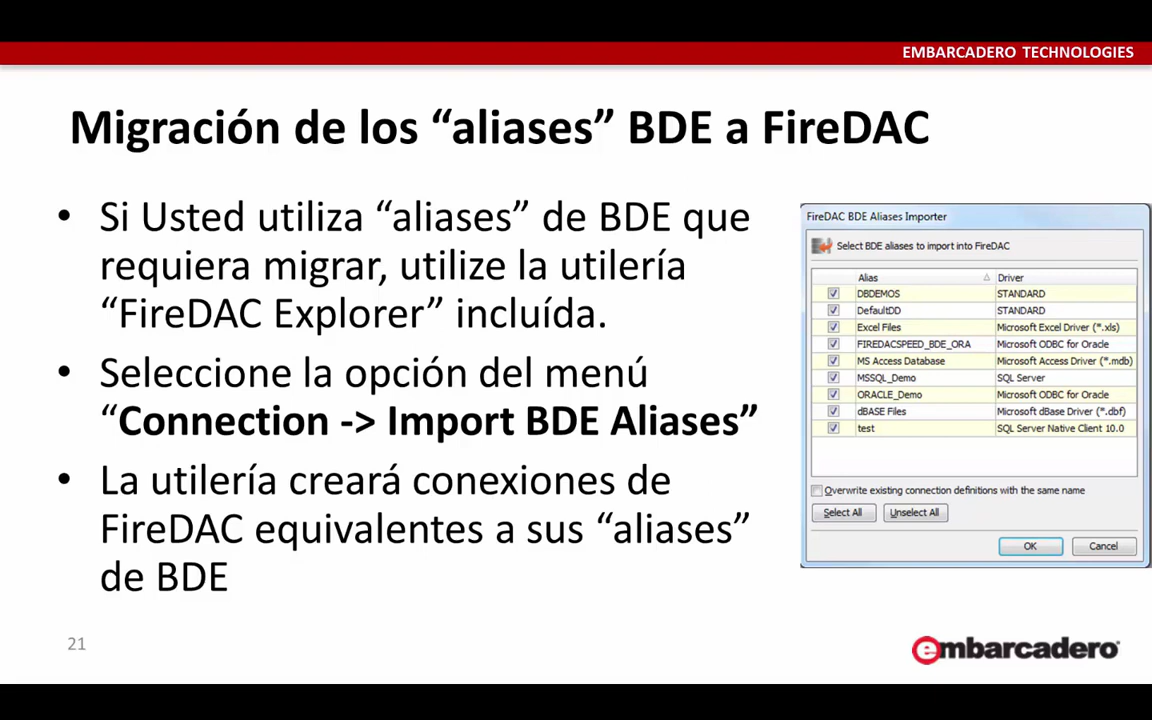 EMBARCADERO TECHNOLOGIES
Migración de los “aliases” BDE a FireDAC
• Si Usted utiliza “aliases” de BDE que
requiera migrar, utilize la utilería
“FireDAC Explorer” incluída.
• Seleccione la opción del menú
“Connection -> Import BDE Aliases”
• La utilería creará conexiones de
FireDAC equivalentes a sus “aliases”
de BDE
FireDAC BDE Aliases Importer
Select BDE aliases to import into FireDAC
Alias Driver
DBDEMOS STANDARD
DefaultDD STANDARD
Excel Files Microsoft Excel Driver (*.xls)
FIREDACSPEED_BDE_ORA Microsoft ODBC for Oracle
MS Access Database Microsoft Access Driver (*.mdb)
MSSQL_Demo SQL Server
ORACLE_Demo Microsoft ODBC for Oracle
dBASE Files Microsoft dBase Driver (*.dbf)
test SQL Server Native Client 10.0
Overwrite existing connection definitions with the same name
Select All Unselect All
OK Cancel
21
embarcadero